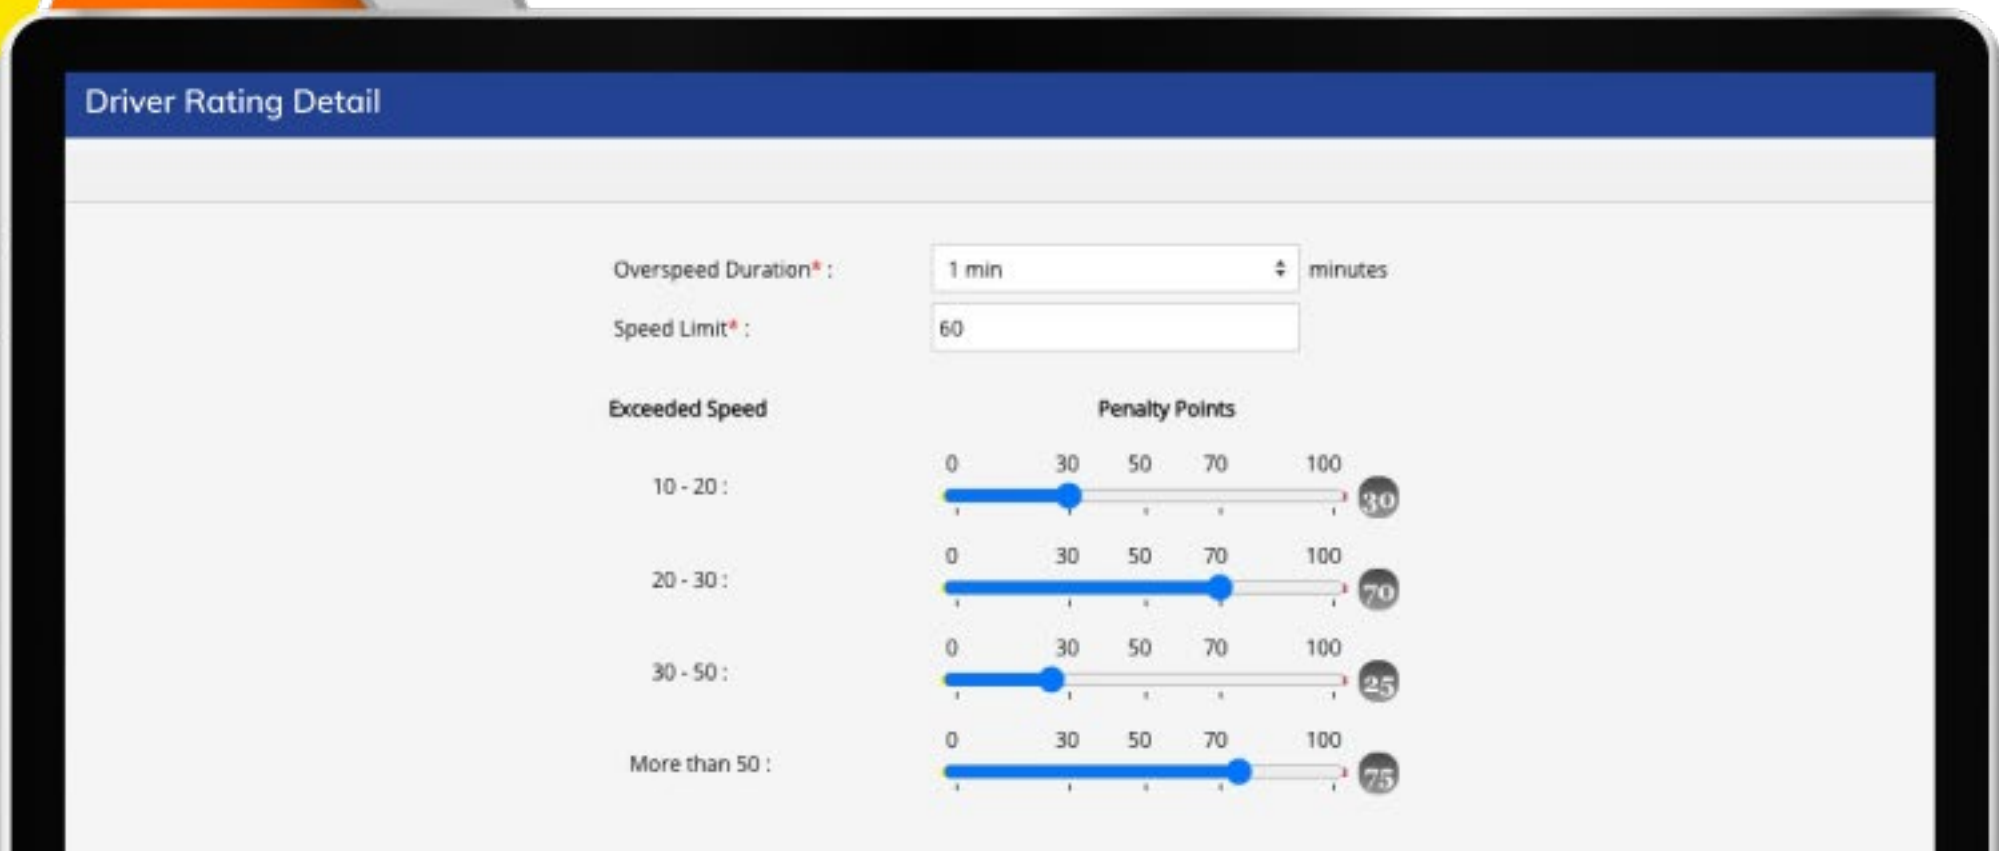 Driver Rating Detail
Overspeed Duration* : 1 min minutes
Speed Limit* : 60
Exceeded Speed Penalty Points
0 30 50 70 100
10 - 20 : 30
0 30 50 70 100
20 - 30 : 70
0 30 50 70 100
30 - 50 : 25
0 30 50 70 100
More than 50 : 75